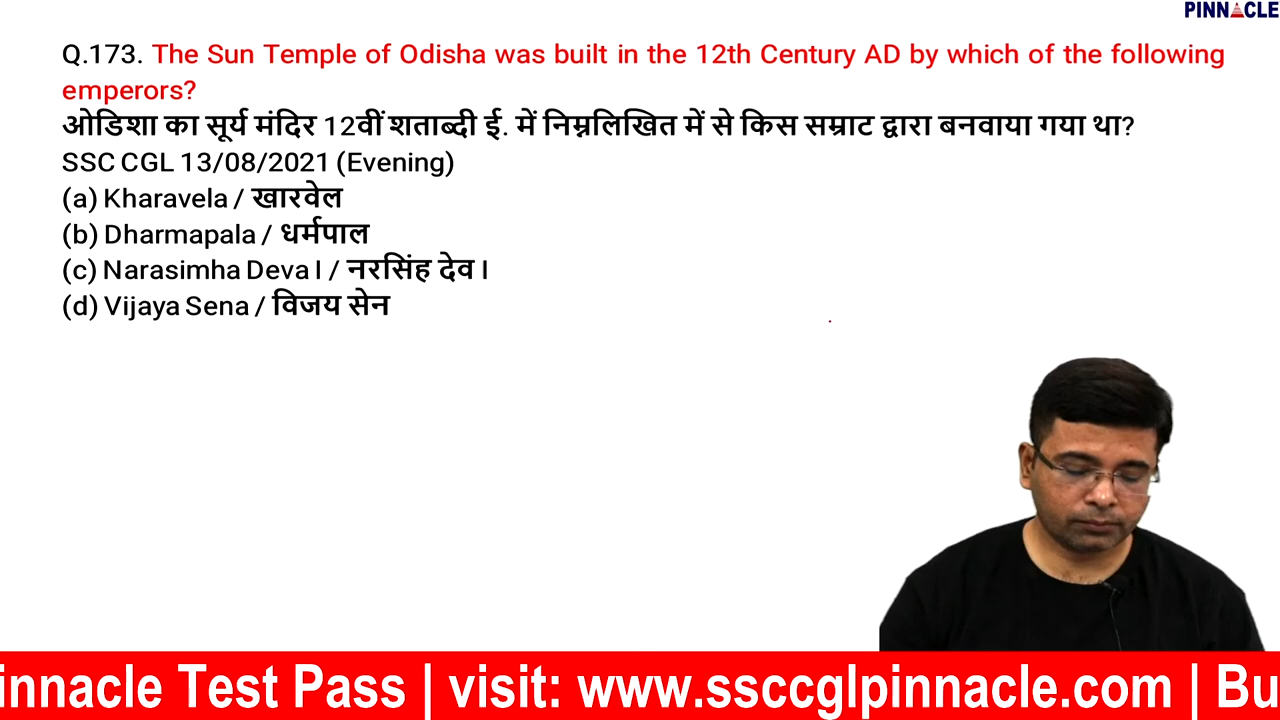 PINNACLE
Q.173. The Sun Temple of Odisha was built in the 12th Century AD by which of the following
emperors?
ओडिशा का सूर्य मंदिर 12वीं शताब्दी ई. में निम्नलिखित में से किस सम्राट द्वारा बनवाया गया था?
SSC CGL 13/08/2021 (Evening)
(a) Kharavela / खारवेल
(b) Dharmapala / धर्मपाल
(c) Narasimha Deva I / नरसिंह देव I
(d) Vijaya Sena / विजय सेन
innacle Test Pass | visit: www.ssccglpinnacle.com | Bu